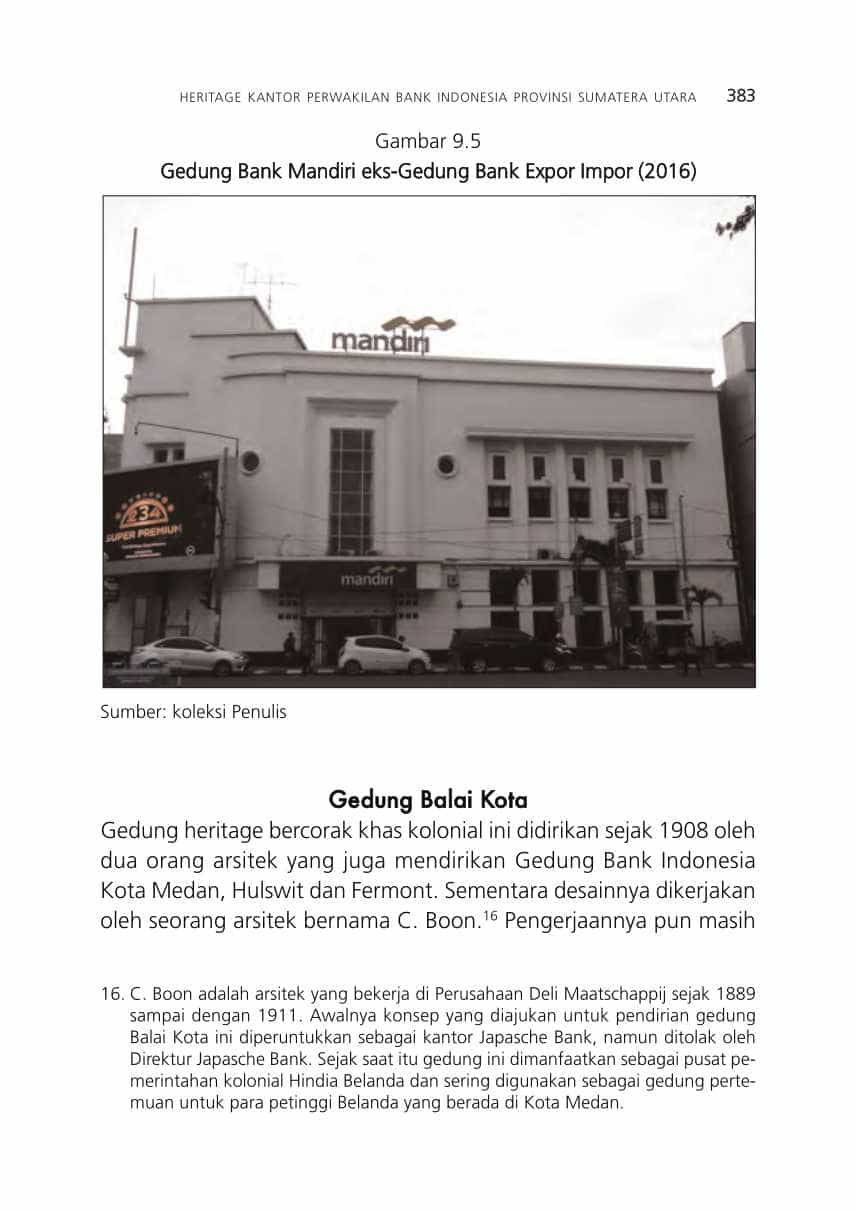 HERITAGE KANTOR PERWAKILAN BANK INDONESIA PROVINSI SUMATERA UTARA 383
Gambar 9.5
Gedung Bank Mandiri eks-Gedung Bank Expor Impor (2016)
mandiri
234
SUPER PREMIUM
mandiri
Sumber: koleksi Penulis
Gedung Balai Kota
Gedung heritage bercorak khas kolonial ini didirikan sejak 1908 oleh
dua orang arsitek yang juga mendirikan Gedung Bank Indonesia
Kota Medan, Hulswit dan Fermont. Sementara desainnya dikerjakan
oleh seorang arsitek bernama C. Boon.16 Pengerjaannya pun masih
16. C. Boon adalah arsitek yang bekerja di Perusahaan Deli Maatschappij sejak 1889
sampai dengan 1911. Awalnya konsep yang diajukan untuk pendirian gedung
Balai Kota ini diperuntukkan sebagai kantor Japasche Bank, namun ditolak oleh
Direktur Japasche Bank. Sejak saat itu gedung ini dimanfaatkan sebagai pusat pe-
merintahan kolonial Hindia Belanda dan sering digunakan sebagai gedung perte-
muan untuk para petinggi Belanda yang berada di Kota Medan.